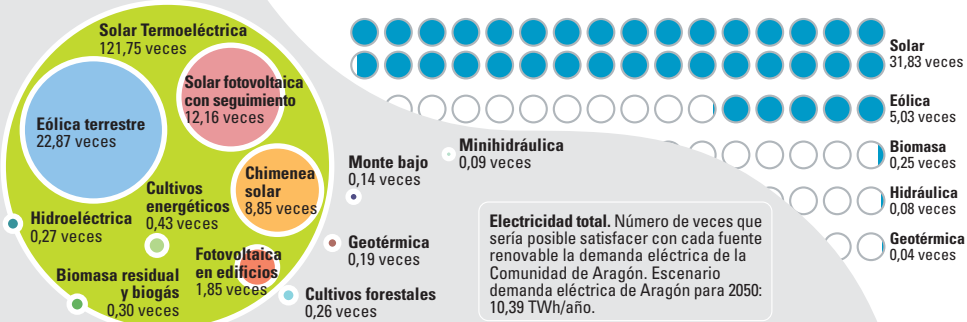 Solar Termoeléctrica
121,75 veces
Eólica terrestre
22,87 veces
Solar fotovoltaica
con seguimiento
12,16 veces
Chimenea
solar
8,85 veces
Cultivos
energéticos
0,43 veces
Hidroeléctrica
0,27 veces
Fotovoltaica
en edificios
1,85 veces
Biomasa residual
y biogás
0,30 veces
Monte bajo
0,14 veces
Minihidráulica
0,09 veces
Geotérmica
0,19 veces
Cultivos forestales
0,26 veces
Electricidad total. Número de veces que
sería posible satisfacer con cada fuente
renovable la demanda eléctrica de la
Comunidad de Aragón. Escenario
demanda eléctrica de Aragón para 2050:
10,39 TWh/año.
Solar
31,83 veces
Eólica
5,03 veces
Biomasa
0,25 veces
Hidráulica
0,08 veces
Geotérmica
0,04 veces